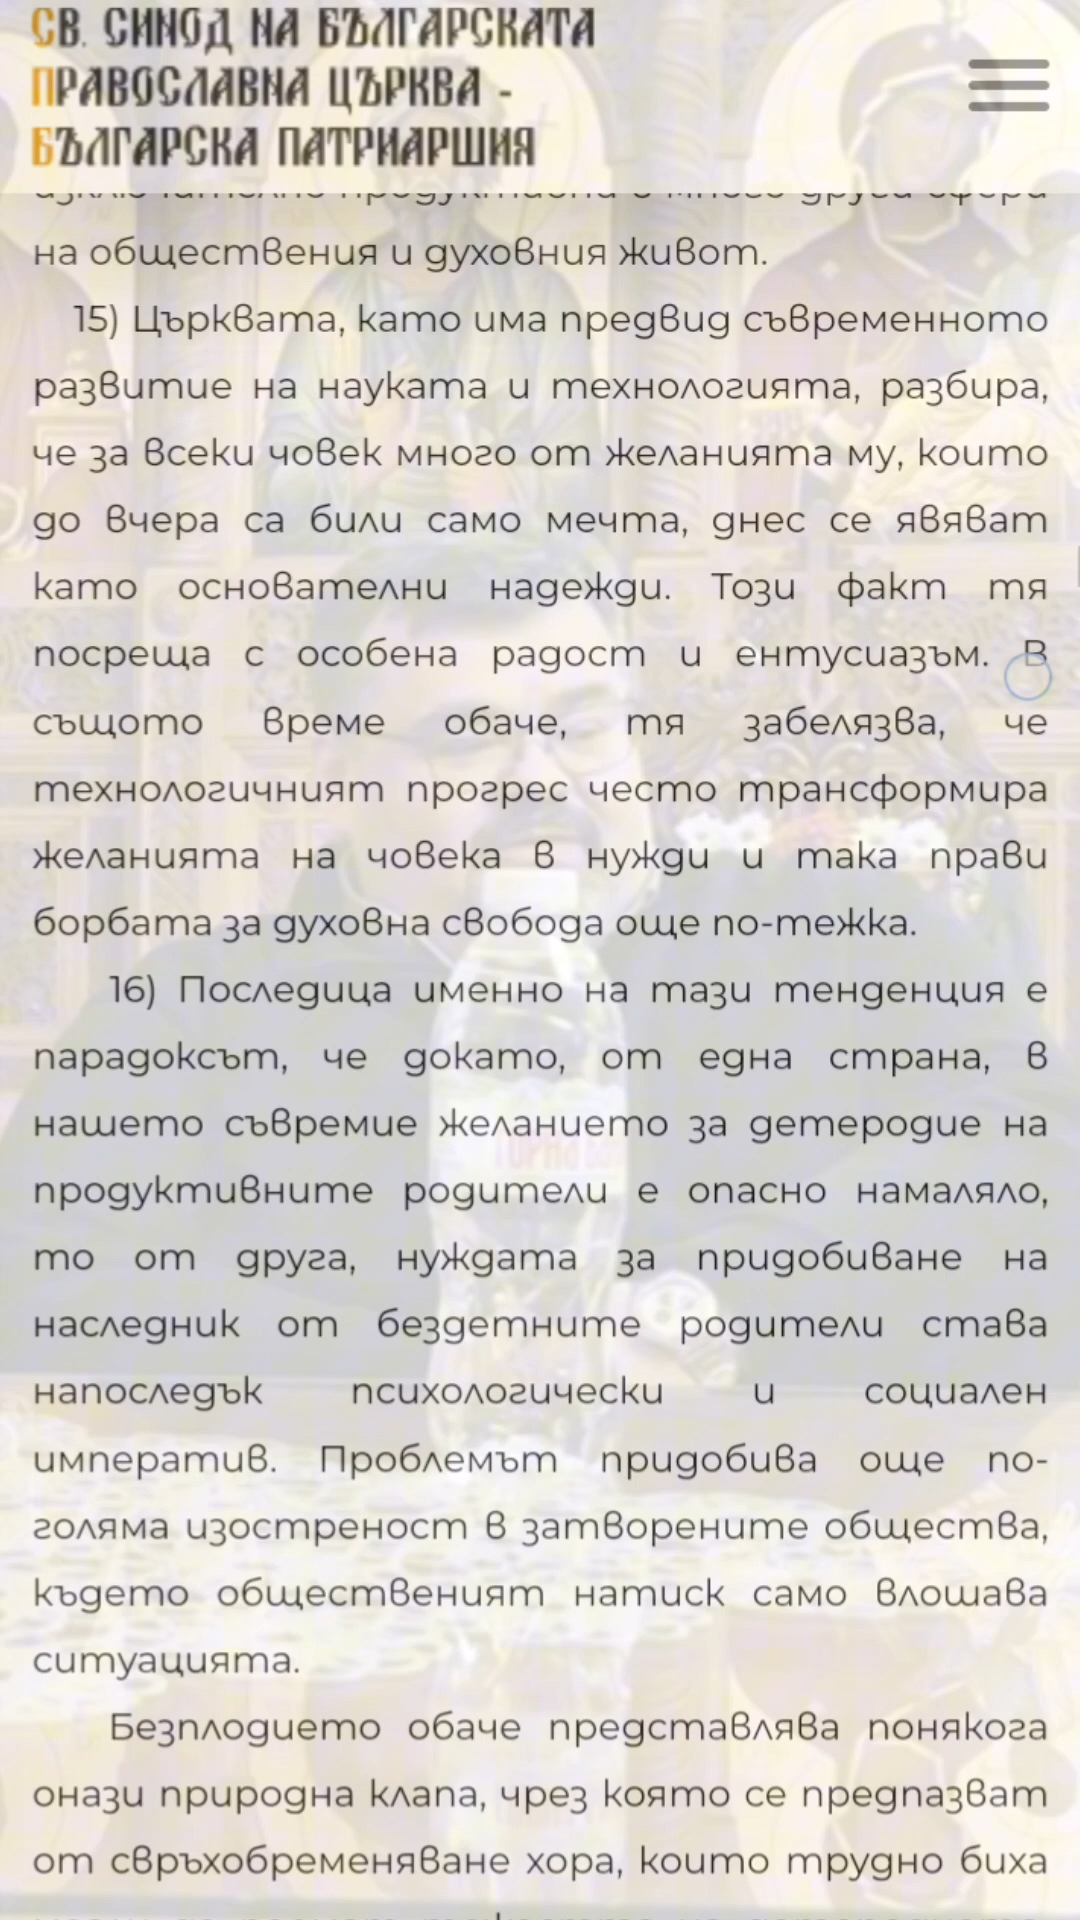 СВ. СИНОД НА БЪЛГАРСКАТА
ПРАВОСЛАВНА ЦЪРКВА -
БЪЛГАРСКА ПАТРИАРШИЯ
на обществения и духовния живот.
15) Църквата, като има предвид съвременното
развитие на науката и технологията, разбира,
че за всеки човек много от желанията му, които
до вчера са били само мечта, днес се явяват
като основателни надежди. Този факт тя
посреща с особена радост и ентусиазъм. В
същото време обаче, тя забелязва, че
технологичният прогрес често трансформира
желанията на човека в нужди и така прави
борбата за духовна свобода още по-тежка.
16) Последица именно на тази тенденция е
парадоксът, че докато, от една страна, в
нашето съвремие желанието за детеродие на
продуктивните родители е опасно намаляло,
то от друга, нуждата за придобиване на
наследник от бездетните родители става
напоследък психологически и социален
императив. Проблемът придобива още по-
голяма изостреност в затворените общества,
където общественият натиск само влошава
ситуацията.
Безплодието обаче представлява понякога
онази природна клапа, чрез която се предпазват
от свръхобременяване хора, които трудно биха